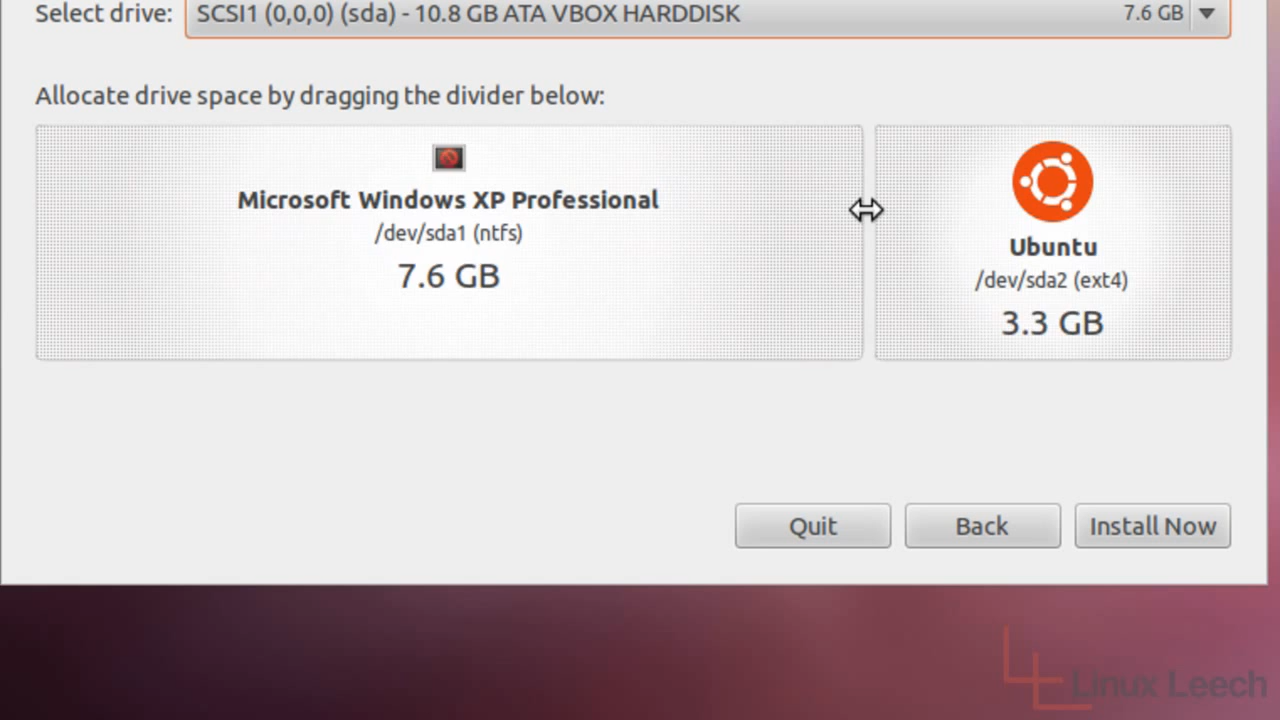 Select drive: SCSI1 (0,0,0) (sda) - 10.8 GB ATA VBOX HARDDISK 7.6 GB
Allocate drive space by dragging the divider below:
Microsoft Windows XP Professional
/dev/sda1 (ntfs)
7.6 GB
Ubuntu
/dev/sda2 (ext4)
3.3 GB
Quit Back Install Now
Linux Leech